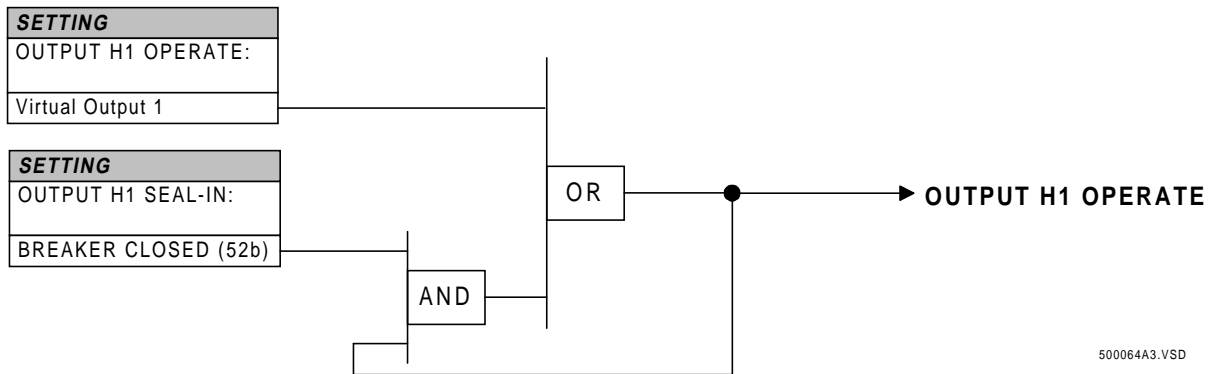 SETTING
OUTPUT H1 OPERATE:
Virtual Output 1
SETTING
OUTPUT H1 SEAL-IN:
BREAKER CLOSED (52b)
AND
OR
OUTPUT H1 OPERATE
500064A3.VSD